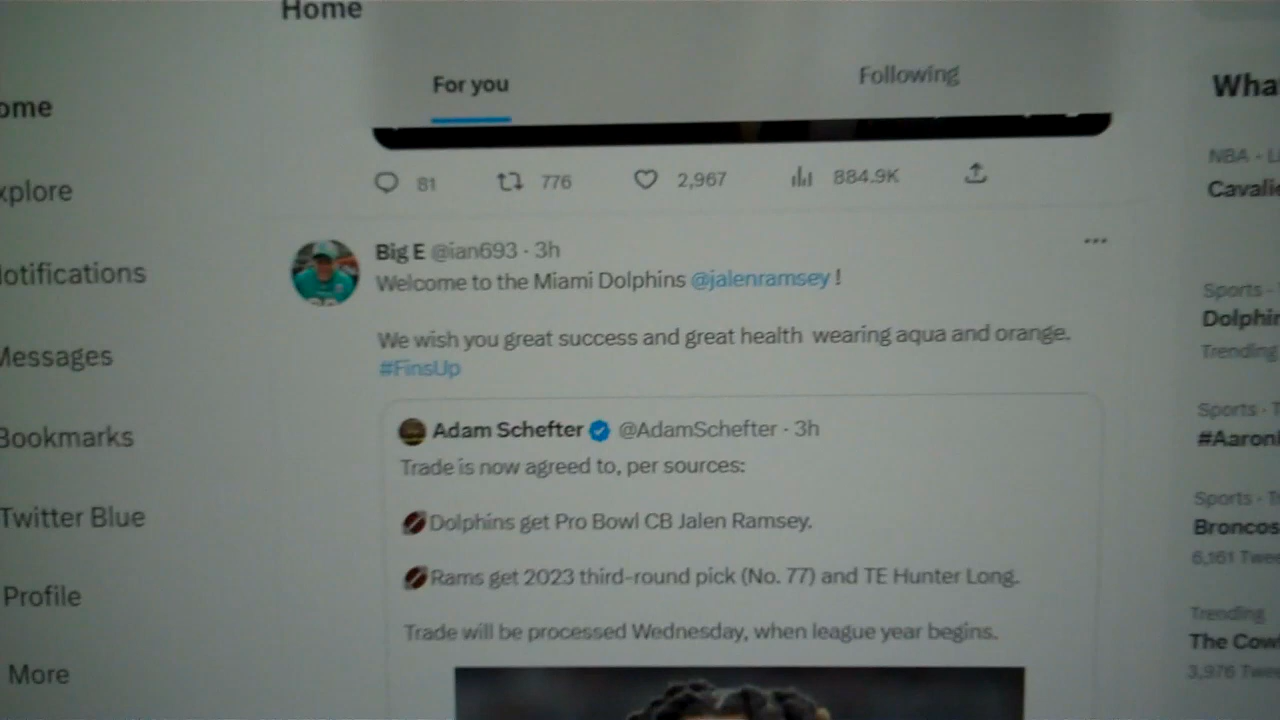 Home
For you
Following
ome
xplore
Notifications
Messages
Bookmarks
Twitter Blue
Profile
More
81 776 2,967 884.9K
Big E @ian693 · 3h
Welcome to the Miami Dolphins @jalenramsey !
We wish you great success and great health wearing aqua and orange.
#FinsUp
Adam Schefter @AdamSchefter · 3h
Trade is now agreed to, per sources:
🏈Dolphins get Pro Bowl CB Jalen Ramsey.
🏈Rams get 2023 third-round pick (No. 77) and TE Hunter Long.
Trade will be processed Wednesday, when league year begins.
Wha
NBA · L
Cavalie
Sports · T
Dolphin
Trending
Sports · T
#Aaron
Sports · T
Broncos
6,161 Twee
Trending
The Cow
3,976 Twee